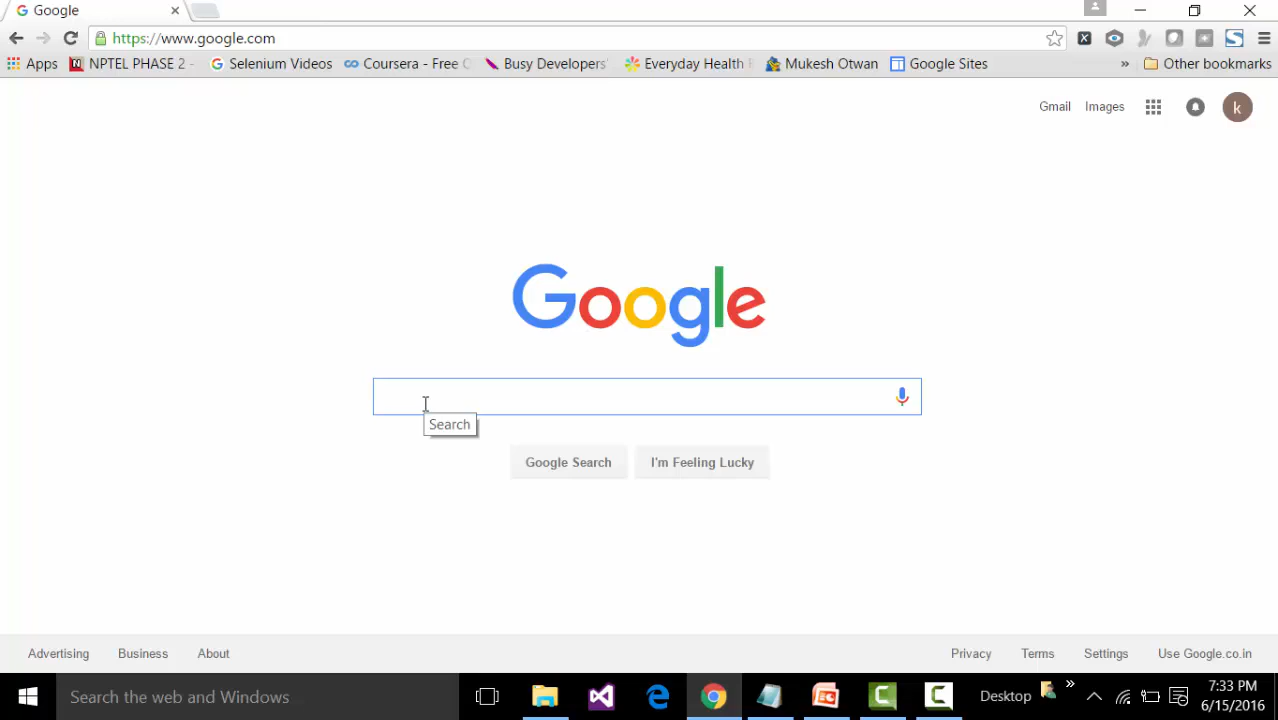 Google
https://www.google.com
Apps NPTEL PHASE 2 - Selenium Videos Coursera - Free C Busy Developers' Everyday Health Mukesh Otwan Google Sites » Other bookmarks
Gmail Images k
Google
Search
Google Search I'm Feeling Lucky
Advertising Business About Privacy Terms Settings Use Google.co.in
Search the web and Windows Desktop » 7:33 PM
6/15/2016